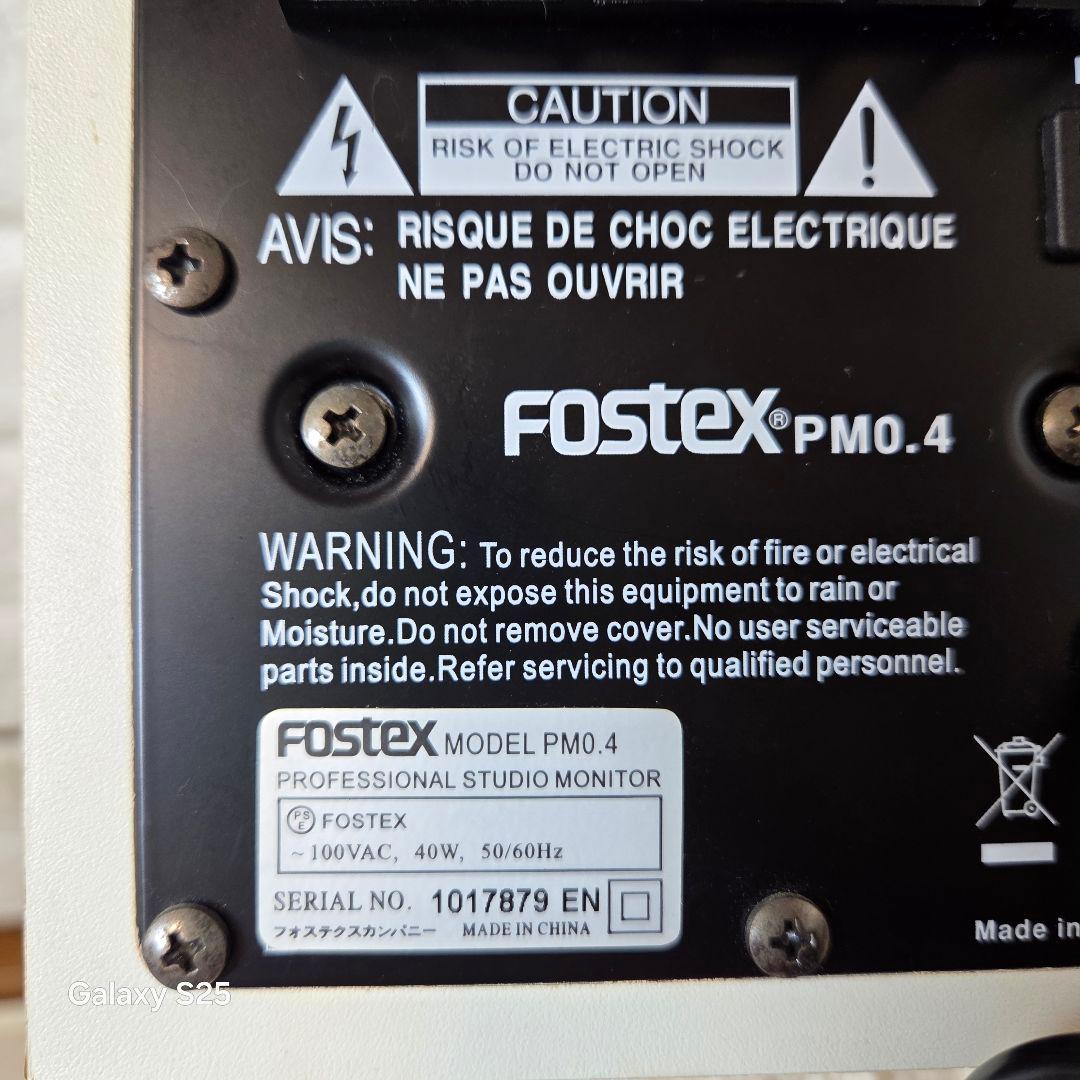 CAUTION
RISK OF ELECTRIC SHOCK
DO NOT OPEN
AVIS: RISQUE DE CHOC ELECTRIQUE
NE PAS OUVRIR
FOSTEX® PM0.4
WARNING: To reduce the risk of fire or electrical
Shock,do not expose this equipment to rain or
Moisture.Do not remove cover.No user serviceable
parts inside.Refer servicing to qualified personnel.
FOSTEX MODEL PM0.4
PROFESSIONAL STUDIO MONITOR
PSE FOSTEX
~100VAC, 40W, 50/60Hz
SERIAL NO. 1017879 EN
フォステクスカンパニー MADE IN CHINA
Made in
Galaxy S25